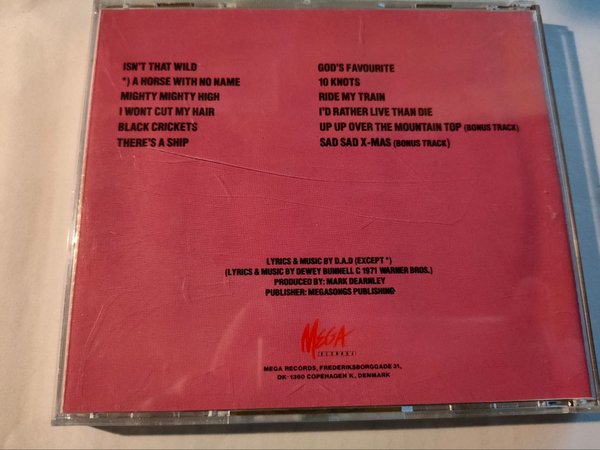 ISN'T THAT WILD
*) A HORSE WITH NO NAME
MIGHTY MIGHTY HIGH
I WONT CUT MY HAIR
BLACK CRICKETS
THERE'S A SHIP
GOD'S FAVOURITE
10 KNOTS
RIDE MY TRAIN
I'D RATHER LIVE THAN DIE
UP UP OVER THE MOUNTAIN TOP (BONUS TRACK)
SAD SAD X-MAS (BONUS TRACK)
LYRICS & MUSIC BY D.A.D (EXCEPT *)
(LYRICS & MUSIC BY DEWEY BUNNELL C 1971 WARNER BROS.)
PRODUCED BY: MARK DEARNLEY
PUBLISHER: MEGASONGS PUBLISHING
MEGA
RECORDS
MEGA RECORDS, FREDERIKSBORGGADE 31,
DK-1360 COPENHAGEN K, DENMARK